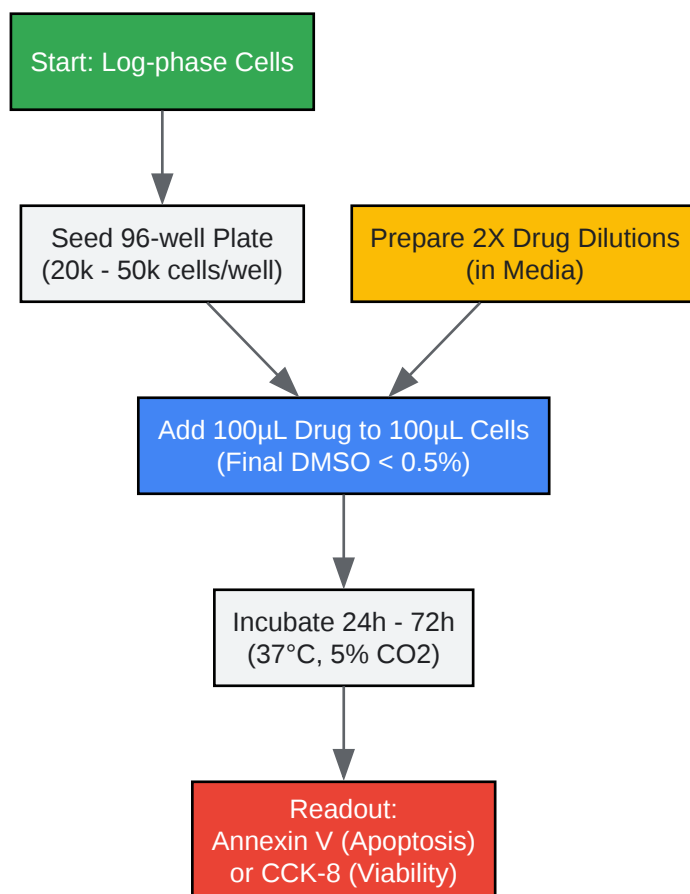 Start: Log-phase Cells
Seed 96-well Plate
(20k - 50k cells/well)
Prepare 2X Drug Dilutions
(in Media)
Add 100µL Drug to 100µL Cells
(Final DMSO < 0.5%)
Incubate 24h - 72h
(37°C, 5% CO2)
Readout:
Annexin V (Apoptosis)
or CCK-8 (Viability)